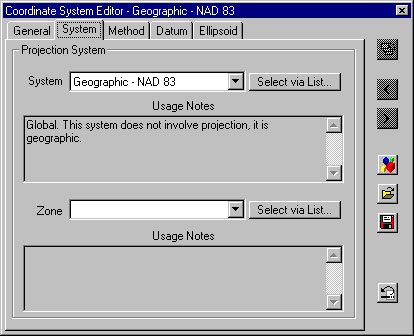 Coordinate System Editor - Geographic - NAD 83
General System Method Datum Ellipsoid
Projection System
System Geographic - NAD 83 Select via List...
Usage Notes
Global. This system does not involve projection, it is
geographic.
Zone Select via List...
Usage Notes